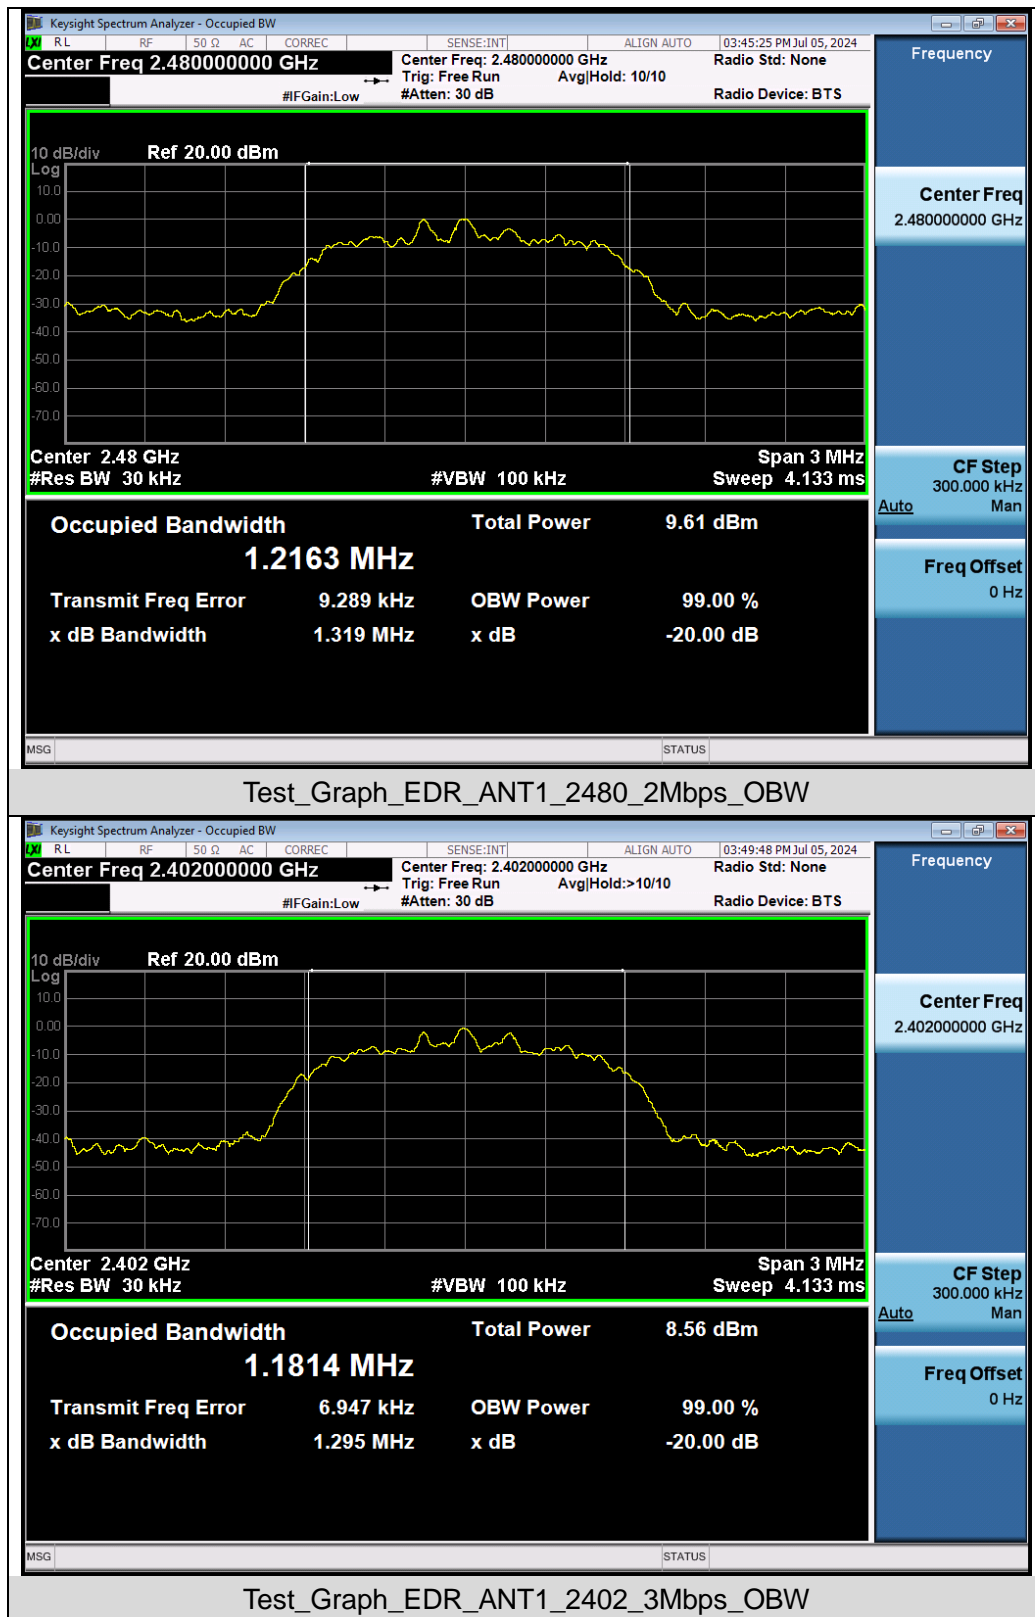 Keysight Spectrum Analyzer - Occupied BW
LXI RL RF 50 Ω AC CORREC SENSE:INT ALIGN AUTO 03:45:25 PM Jul 05, 2024
Center Freq 2.480000000 GHz
Center Freq: 2.480000000 GHz
Radio Std: None
Trig: Free Run Avg|Hold: 10/10
#IFGain:Low
#Atten: 30 dB
Radio Device: BTS
10 dB/div Ref 20.00 dBm
Log
10.0
0.00
-10.0
-20.0
-30.0
-40.0
-50.0
-60.0
-70.0
Center 2.48 GHz Span 3 MHz
#Res BW 30 kHz #VBW 100 kHz Sweep 4.133 ms
Occupied Bandwidth Total Power 9.61 dBm
1.2163 MHz
Transmit Freq Error 9.289 kHz OBW Power 99.00 %
x dB Bandwidth 1.319 MHz x dB -20.00 dB
MSG STATUS
Frequency
Center Freq
2.480000000 GHz
CF Step
300.000 kHz
Auto Man
Freq Offset
0 Hz
Test_Graph_EDR_ANT1_2480_2Mbps_OBW
Keysight Spectrum Analyzer - Occupied BW
LXI RL RF 50 Ω AC CORREC SENSE:INT ALIGN AUTO 03:49:48 PM Jul 05, 2024
Center Freq 2.402000000 GHz
Center Freq: 2.402000000 GHz
Radio Std: None
Trig: Free Run Avg|Hold:>10/10
#IFGain:Low
#Atten: 30 dB
Radio Device: BTS
10 dB/div Ref 20.00 dBm
Log
10.0
0.00
-10.0
-20.0
-30.0
-40.0
-50.0
-60.0
-70.0
Center 2.402 GHz Span 3 MHz
#Res BW 30 kHz #VBW 100 kHz Sweep 4.133 ms
Occupied Bandwidth Total Power 8.56 dBm
1.1814 MHz
Transmit Freq Error 6.947 kHz OBW Power 99.00 %
x dB Bandwidth 1.295 MHz x dB -20.00 dB
MSG STATUS
Frequency
Center Freq
2.402000000 GHz
CF Step
300.000 kHz
Auto Man
Freq Offset
0 Hz
Test_Graph_EDR_ANT1_2402_3Mbps_OBW